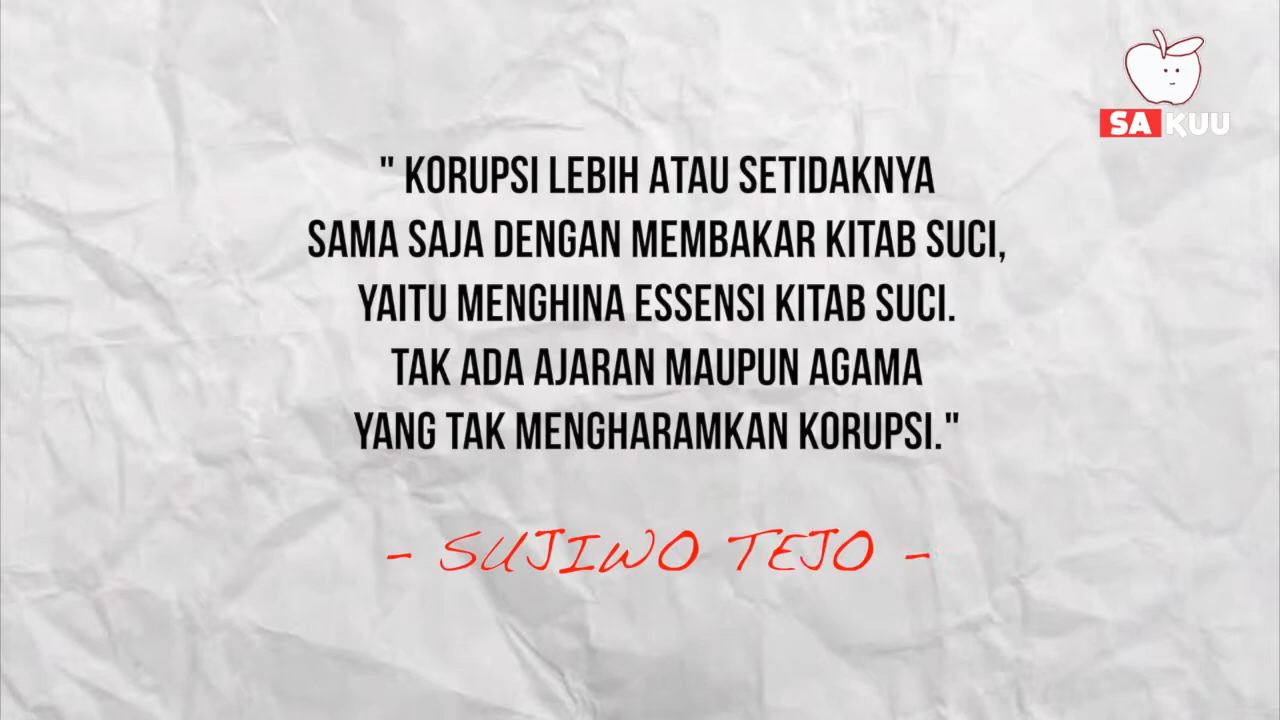 SA KUU
" KORUPSI LEBIH ATAU SETIDAKNYA
SAMA SAJA DENGAN MEMBAKAR KITAB SUCI,
YAITU MENGHINA ESSENSI KITAB SUCI.
TAK ADA AJARAN MAUPUN AGAMA
YANG TAK MENGHARAMKAN KORUPSI."
- SUJIWO TEJO -